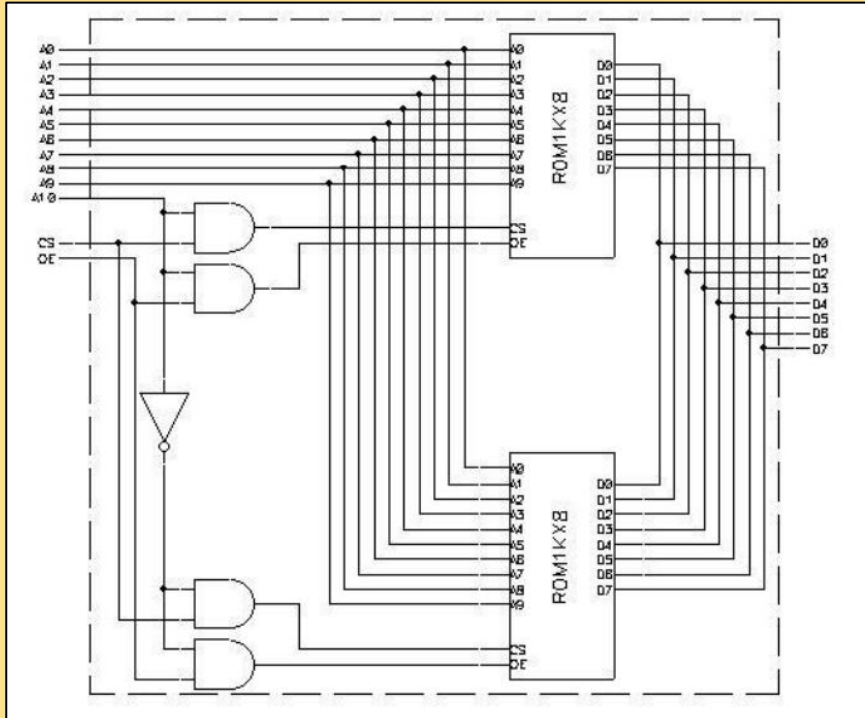 A0
A1
A2
A3
A4
A5
A6
A7
A8
A9
A10
CS
OE
A0
A1
A2
A3
A4
A5
A6
A7
A8
A9
CS
OE
ROM1KX8
D0
D1
D2
D3
D4
D5
D6
D7
D0
D1
D2
D3
D4
D5
D6
D7
A0
A1
A2
A3
A4
A5
A6
A7
A8
A9
CS
OE
ROM1KX8
D0
D1
D2
D3
D4
D5
D6
D7